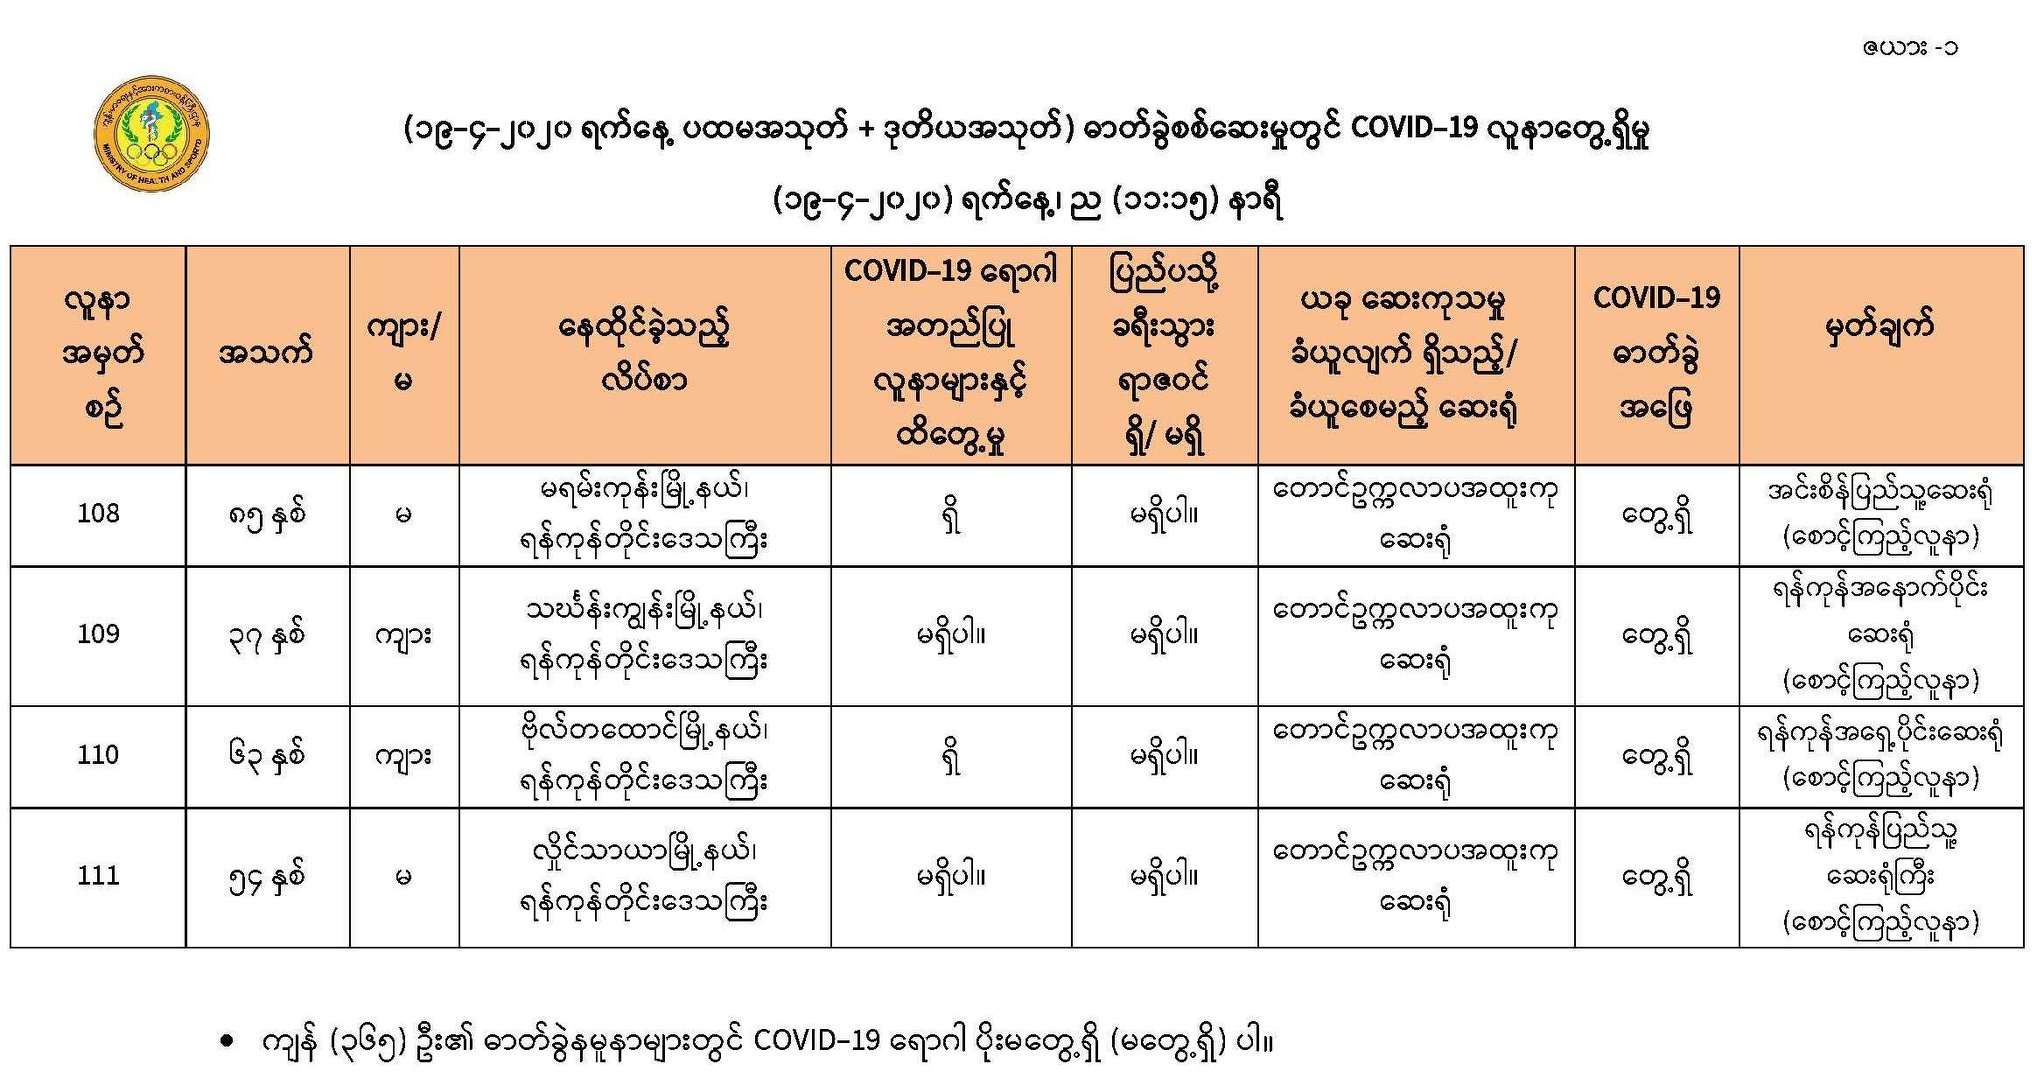 ဇယား -၁
ကျန်းမာရေးနှင့်အားကစားဝန်ကြီးဌာန
MINISTRY OF HEALTH AND SPORTS
(၁၉-၄-၂၀၂၀ ရက်နေ့ ပထမအသုတ် + ဒုတိယအသုတ်) ဓာတ်ခွဲစစ်ဆေးမှုတွင် COVID-19 လူနာတွေ့ရှိမှု
(၁၉-၄-၂၀၂၀) ရက်နေ့၊ ည (၁၁:၁၅) နာရီ
လူနာ
အမှတ်
စဉ်
အသက်
ကျား/
မ
နေထိုင်ခဲ့သည့်
လိပ်စာ
COVID-19 ရောဂါ
အတည်ပြု
လူနာများနှင့်
ထိတွေ့မှု
ပြည်ပသို့
ခရီးသွား
ရာဇဝင်
ရှိ/ မရှိ
ယခု ဆေးကုသမှု
ခံယူလျက် ရှိသည့်/
ခံယူစေမည့် ဆေးရုံ
COVID-19
ဓာတ်ခွဲ
အဖြေ
မှတ်ချက်
108
၈၅ နှစ်
မ
မရမ်းကုန်းမြို့နယ်၊
ရန်ကုန်တိုင်းဒေသကြီး
ရှိ
မရှိပါ။
တောင်ဥက္ကလာပအထူးကု
ဆေးရုံ
တွေ့ရှိ
အင်းစိန်ပြည်သူ့ဆေးရုံ
(စောင့်ကြည့်လူနာ)
109
၃၇ နှစ်
ကျား
သင်္ဃန်းကျွန်းမြို့နယ်၊
ရန်ကုန်တိုင်းဒေသကြီး
မရှိပါ။
မရှိပါ။
တောင်ဥက္ကလာပအထူးကု
ဆေးရုံ
တွေ့ရှိ
ရန်ကုန်အနောက်ပိုင်း
ဆေးရုံ
(စောင့်ကြည့်လူနာ)
110
၆၃ နှစ်
ကျား
ဗိုလ်တထောင်မြို့နယ်၊
ရန်ကုန်တိုင်းဒေသကြီး
ရှိ
မရှိပါ။
တောင်ဥက္ကလာပအထူးကု
ဆေးရုံ
တွေ့ရှိ
ရန်ကုန်အရှေ့ပိုင်းဆေးရုံ
(စောင့်ကြည့်လူနာ)
111
၅၄ နှစ်
မ
လှိုင်သာယာမြို့နယ်၊
ရန်ကုန်တိုင်းဒေသကြီး
မရှိပါ။
မရှိပါ။
တောင်ဥက္ကလာပအထူးကု
ဆေးရုံ
တွေ့ရှိ
ရန်ကုန်ပြည်သူ့
ဆေးရုံကြီး
(စောင့်ကြည့်လူနာ)
• ကျန် (၃၆၅) ဦး၏ ဓာတ်ခွဲနမူနာများတွင် COVID-19 ရောဂါ ပိုးမတွေ့ရှိ (မတွေ့ရှိ) ပါ။